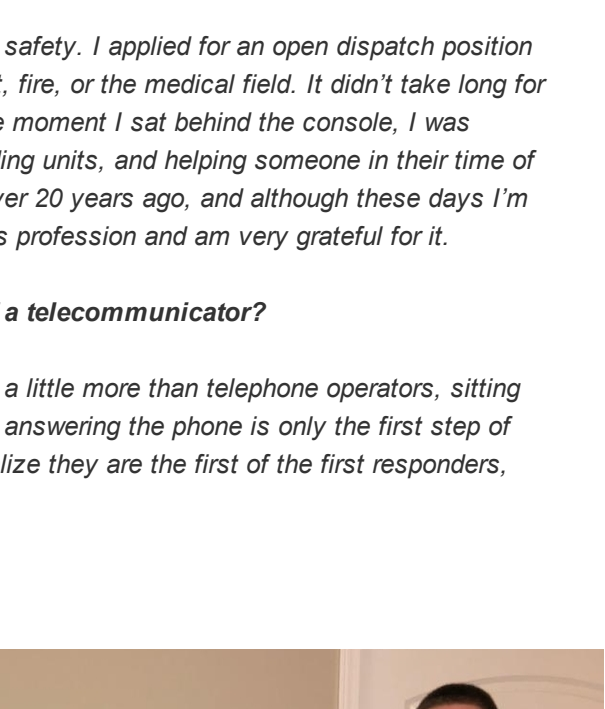 safety. I applied for an open dispatch position
, fire, or the medical field. It didn't take long for
moment I sat behind the console, I was
ing units, and helping someone in their time of
ver 20 years ago, and although these days I'm
s profession and am very grateful for it.
a telecommunicator?
a little more than telephone operators, sitting
answering the phone is only the first step of
lize they are the first of the first responders,